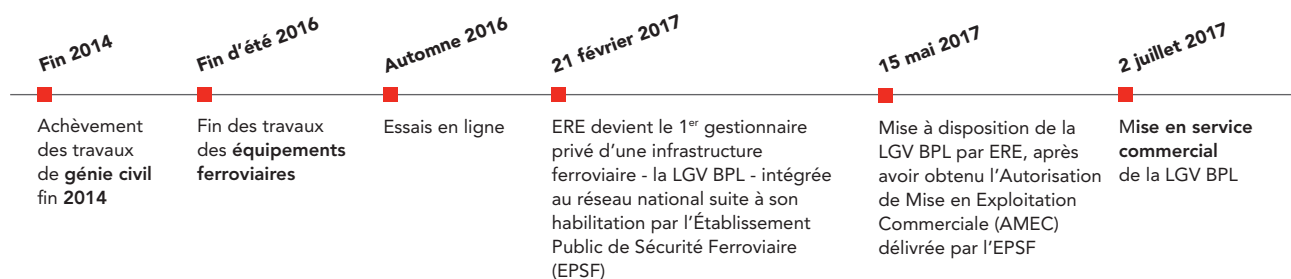 Fin 2014
Achèvement
des travaux
de génie civil
fin 2014
Fin d'été 2016
Fin des travaux
des équipements
ferroviaires
Automne 2016
Essais en ligne
21 février 2017
ERE devient le 1er gestionnaire
privé d'une infrastructure
ferroviaire - la LGV BPL - intégrée
au réseau national suite à son
habilitation par l'Établissement
Public de Sécurité Ferroviaire
(EPSF)
15 mai 2017
Mise à disposition de la
LGV BPL par ERE, après
avoir obtenu l'Autorisation
de Mise en Exploitation
Commerciale (AMEC)
délivrée par l'EPSF
2 juillet 2017
Mise en service
commercial
de la LGV BPL